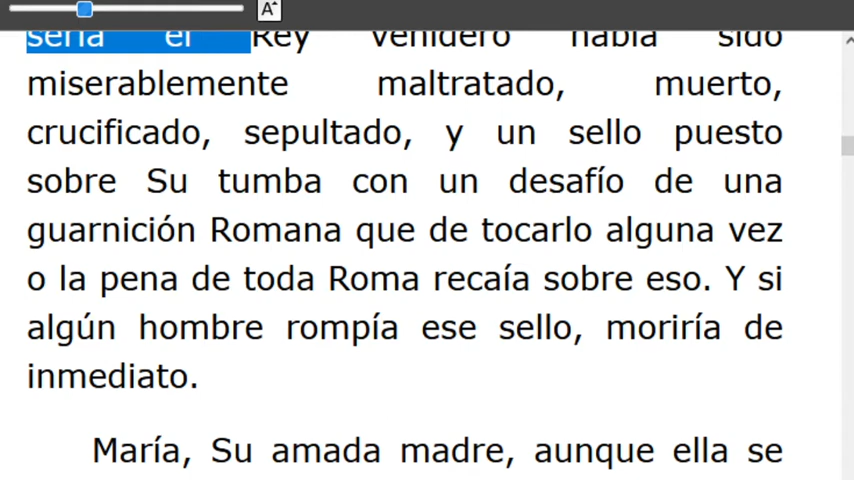 A
sería el Rey venidero había sido
miserablemente maltratado, muerto,
crucificado, sepultado, y un sello puesto
sobre Su tumba con un desafío de una
guarnición Romana que de tocarlo alguna vez
o la pena de toda Roma recaía sobre eso. Y si
algún hombre rompía ese sello, moriría de
inmediato.
María, Su amada madre, aunque ella se